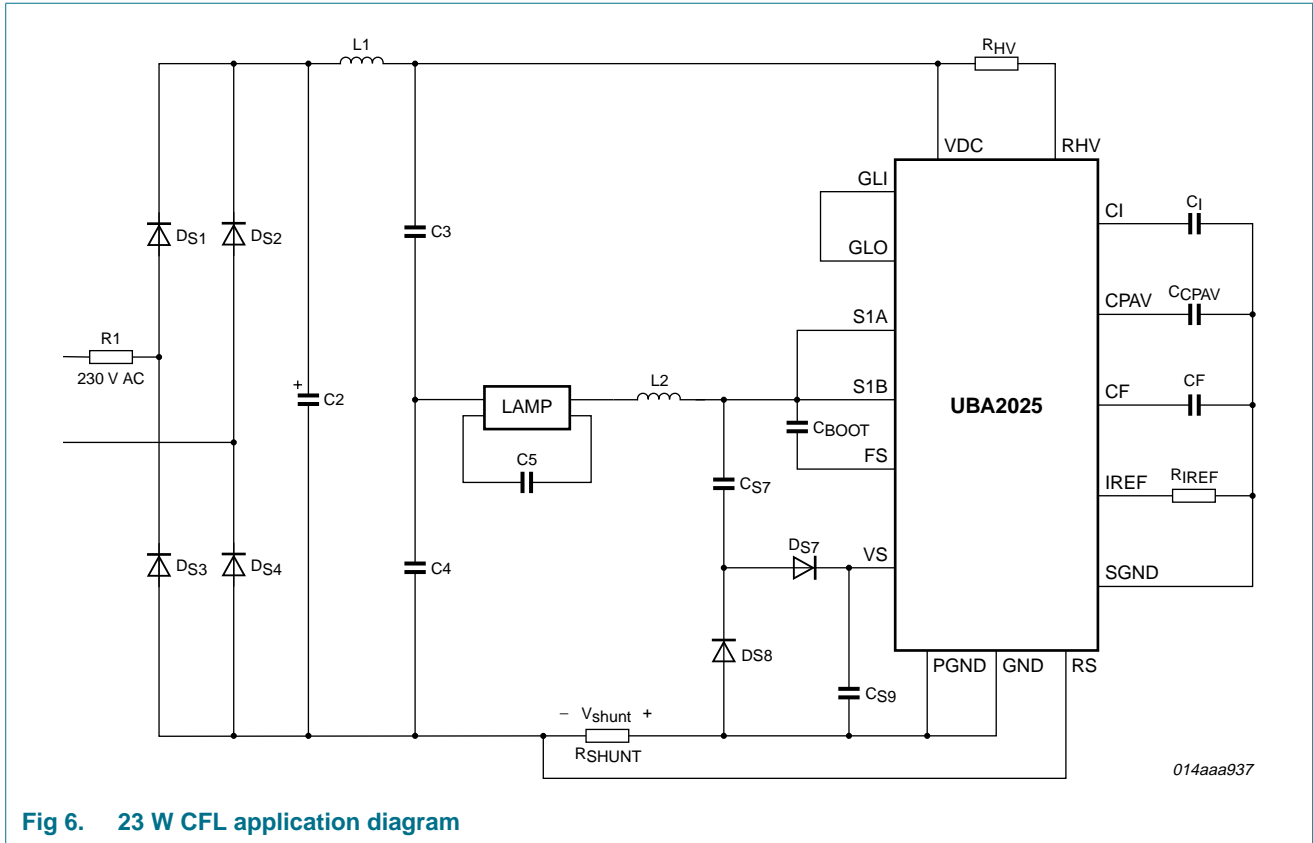 L1
RHV
VDC
RHV
GLI
CI
CI
DS1
DS2
C3
GLO
CPAV
CCPAV
S1A
R1
L2
S1B
CF
CF
230 V AC
+
C2
LAMP
–
UBA2025
CBOOT
C5
FS
CS7
IREF
RIREF
DS7
VS
DS3
DS4
C4
SGND
DS8
PGND
GND
RS
CS9
– Vshunt +
RSHUNT
014aaa937
Fig 6. 23 W CFL application diagram